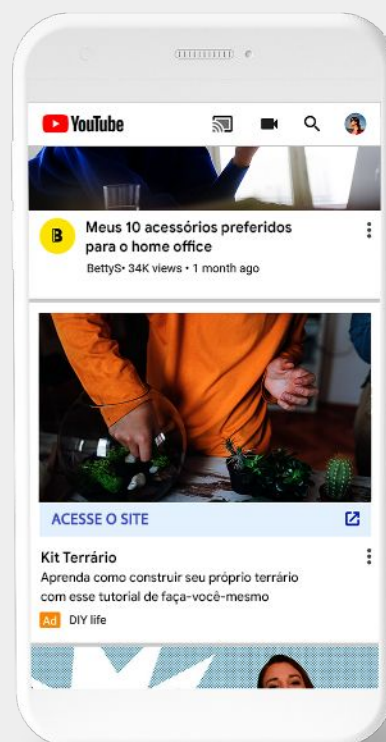 YouTube
B
Meus 10 acessórios preferidos
para o home office
BettyS• 34K views • 1 month ago
ACESSE O SITE
Kit Terrário
Aprenda como construir seu próprio terrário
com esse tutorial de faça-você-mesmo
Ad DIY life